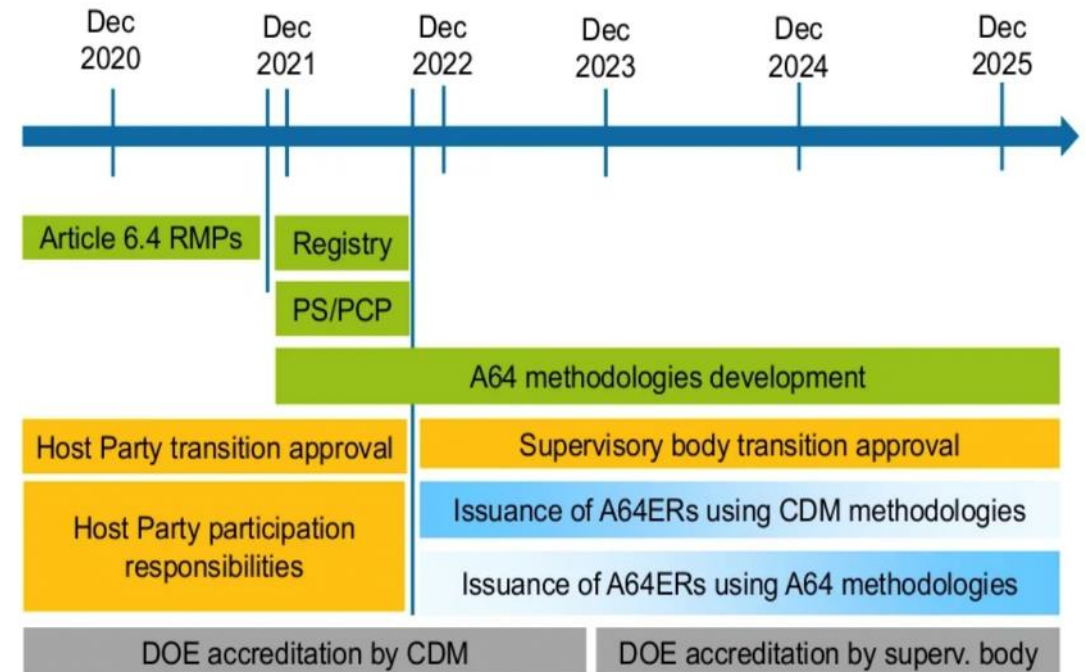 Dec
2020
Dec
2021
Dec
2022
Dec
2023
Dec
2024
Dec
2025
Article 6.4 RMPs
Registry
PS/PCP
A64 methodologies development
Host Party transition approval
Supervisory body transition approval
Host Party participation
responsibilities
Issuance of A64ERs using CDM methodologies
Issuance of A64ERs using A64 methodologies
DOE accreditation by CDM
DOE accreditation by superv. body